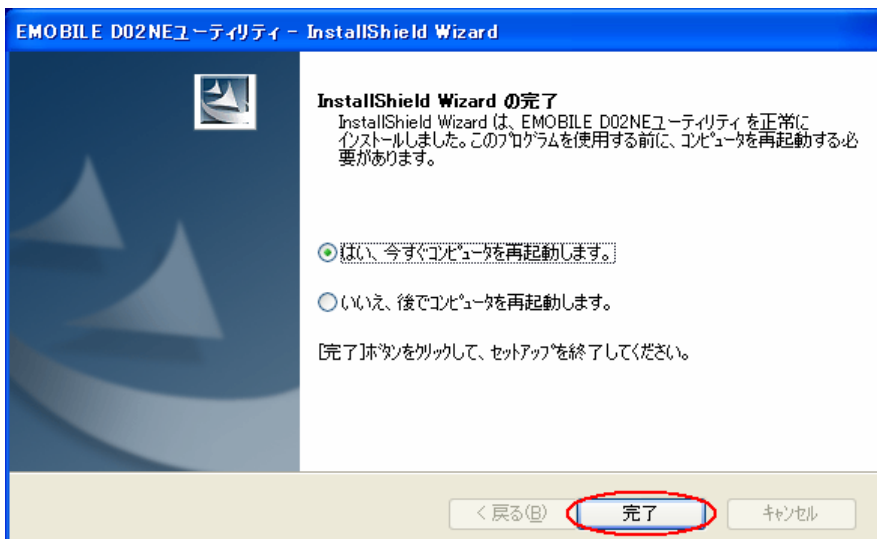 EMOBILE D02NEユーティリティ - InstallShield Wizard
InstallShield Wizard の完了
InstallShield Wizard は、EMOBILE D02NEユーティリティ を正常に
インストールしました。このプログラムを使用する前に、コンピュータを再起動する必
要があります。
はい、今すぐコンピュータを再起動します。
いいえ、後でコンピュータを再起動します。
[完了]ボタンをクリックして、セットアップを終了してください。
< 戻る(B)
完了
キャンセル